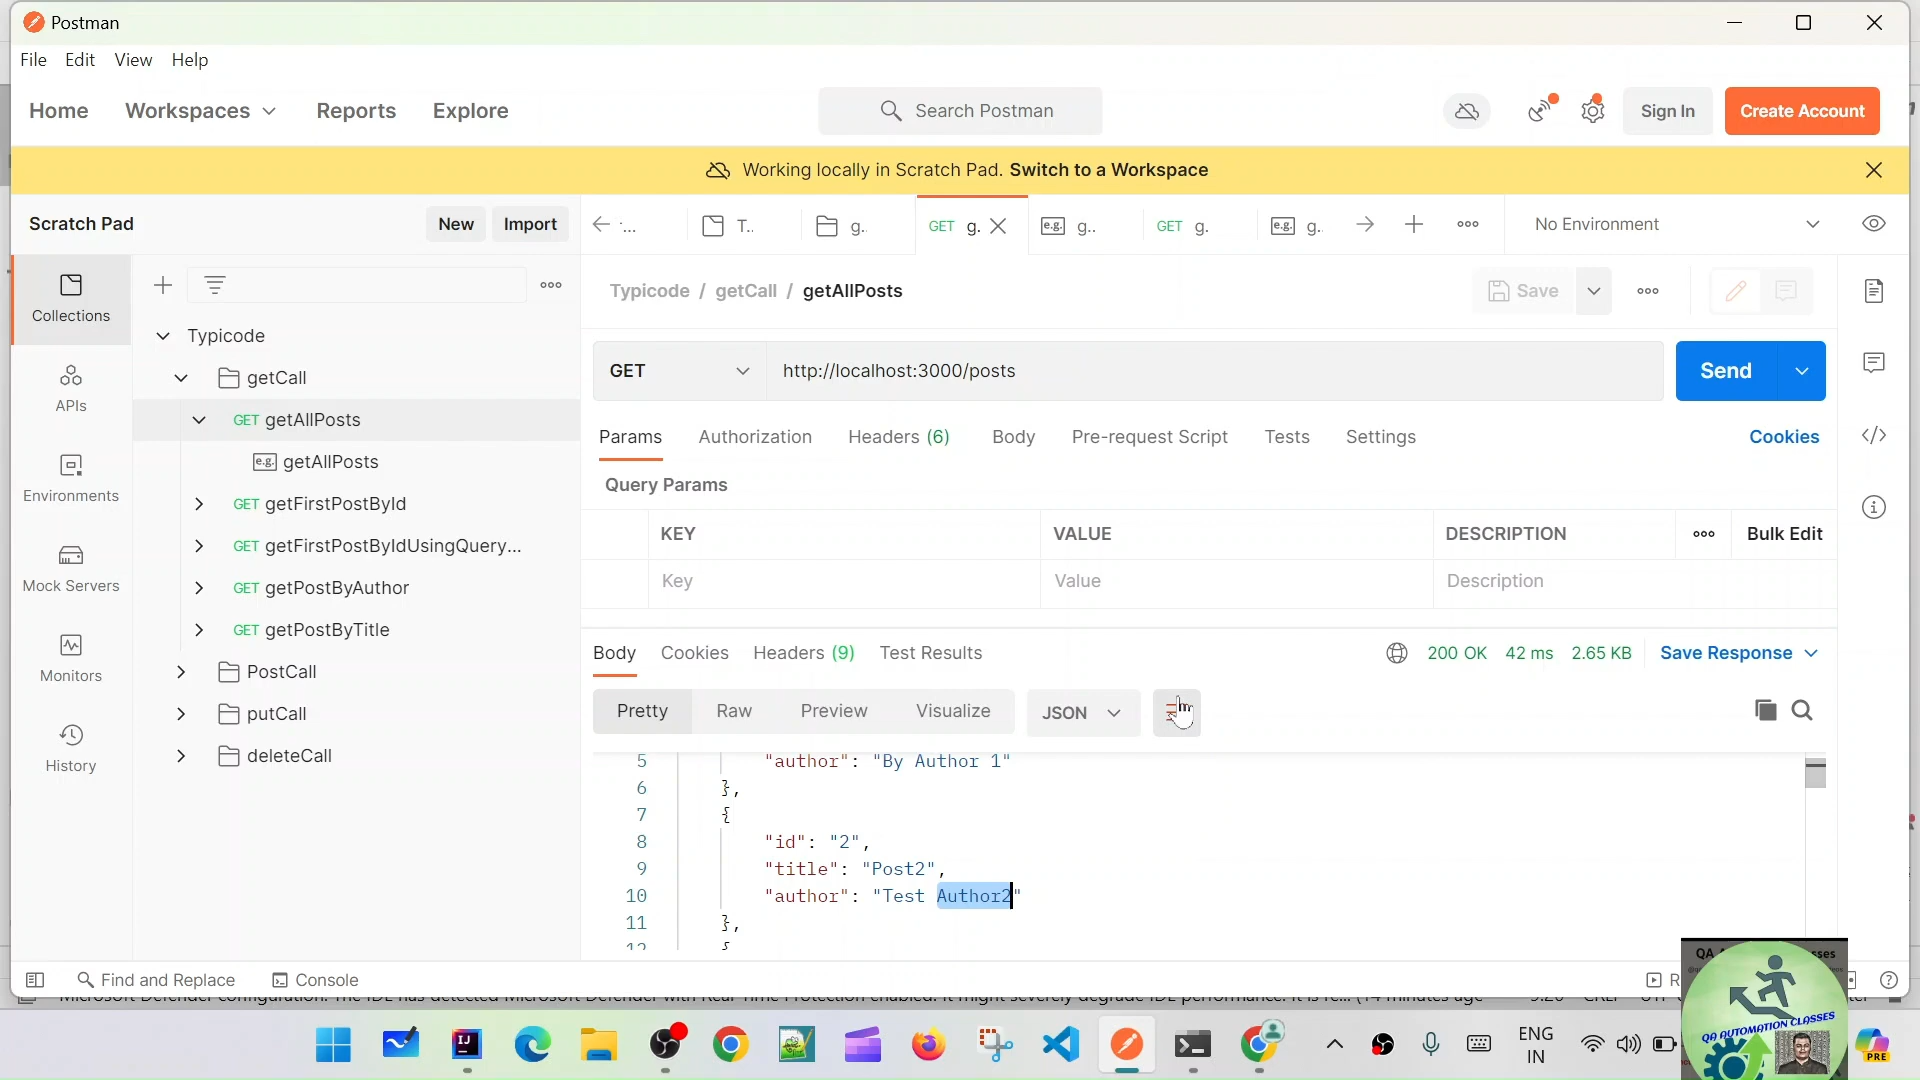 Postman
File Edit View Help
Home Workspaces Reports Explore Search Postman Sign In Create Account
Working locally in Scratch Pad. Switch to a Workspace
Scratch Pad New Import
'... T.. g.. GET g. e.g. g.. GET g. e.g. g. No Environment
Collections
Typicode / getCall / getAllPosts Save
Typicode
getCall
GET http://localhost:3000/posts Send
APIs
GET getAllPosts
Params Authorization Headers (6) Body Pre-request Script Tests Settings Cookies
e.g. getAllPosts
Environments
Query Params
GET getFirstPostById
KEY VALUE DESCRIPTION Bulk Edit
GET getFirstPostByIdUsingQuery...
Key Value Description
Mock Servers
GET getPostByAuthor
GET getPostByTitle
Body Cookies Headers (9) Test Results 200 OK 42 ms 2.65 KB Save Response
Monitors
PostCall
putCall
Pretty Raw Preview Visualize JSON
History
deleteCall
5 "author": "By Author 1"
6 },
7 {
8 "id": "2",
9 "title": "Post2",
10 "author": "Test Author2"
11 },
12 {
Find and Replace Console R
QA AUTOMATION CLASSES
ENG
IN
IJ
PRE